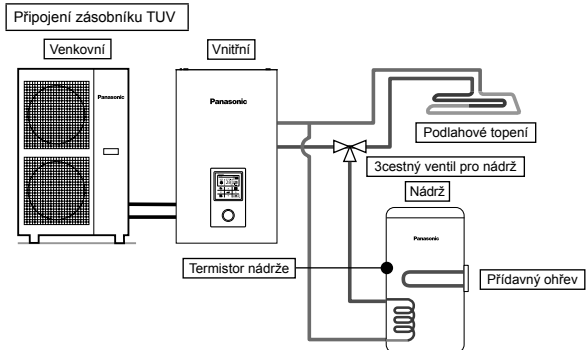 Připojení zásobníku TUV
Venkovní
Vnitřní
Panasonic
Panasonic
Podlahové topení
3cestný ventil pro nádrž
Nádrž
Panasonic
Termistor nádrže
Přídavný ohřev